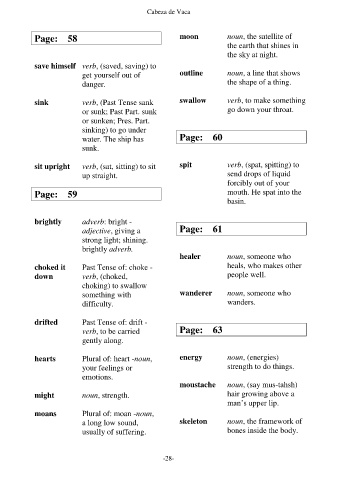 Cabeza de Vaca
Page: 58
save himself verb, (saved, saving) to
get yourself out of
danger.
sink verb, (Past Tense sank
or sunk; Past Part. sunk
or sunken; Pres. Part.
sinking) to go under
water. The ship has
sunk.
sit upright verb, (sat, sitting) to sit
up straight.
Page: 59
brightly adverb: bright -
adjective, giving a
strong light; shining.
brightly adverb.
choked it Past Tense of: choke -
down verb, (choked,
choking) to swallow
something with
difficulty.
drifted Past Tense of: drift -
verb, to be carried
gently along.
hearts Plural of: heart -noun,
your feelings or
emotions.
might noun, strength.
moans Plural of: moan -noun,
a long low sound,
usually of suffering.
moon noun, the satellite of
the earth that shines in
the sky at night.
outline noun, a line that shows
the shape of a thing.
swallow verb, to make something
go down your throat.
Page: 60
spit verb, (spat, spitting) to
send drops of liquid
forcibly out of your
mouth. He spat into the
basin.
Page: 61
healer noun, someone who
heals, who makes other
people well.
wanderer noun, someone who
wanders.
Page: 63
energy noun, (energies)
strength to do things.
moustache noun, (say mus-tahsh)
hair growing above a
man's upper lip.
skeleton noun, the framework of
bones inside the body.
-28-